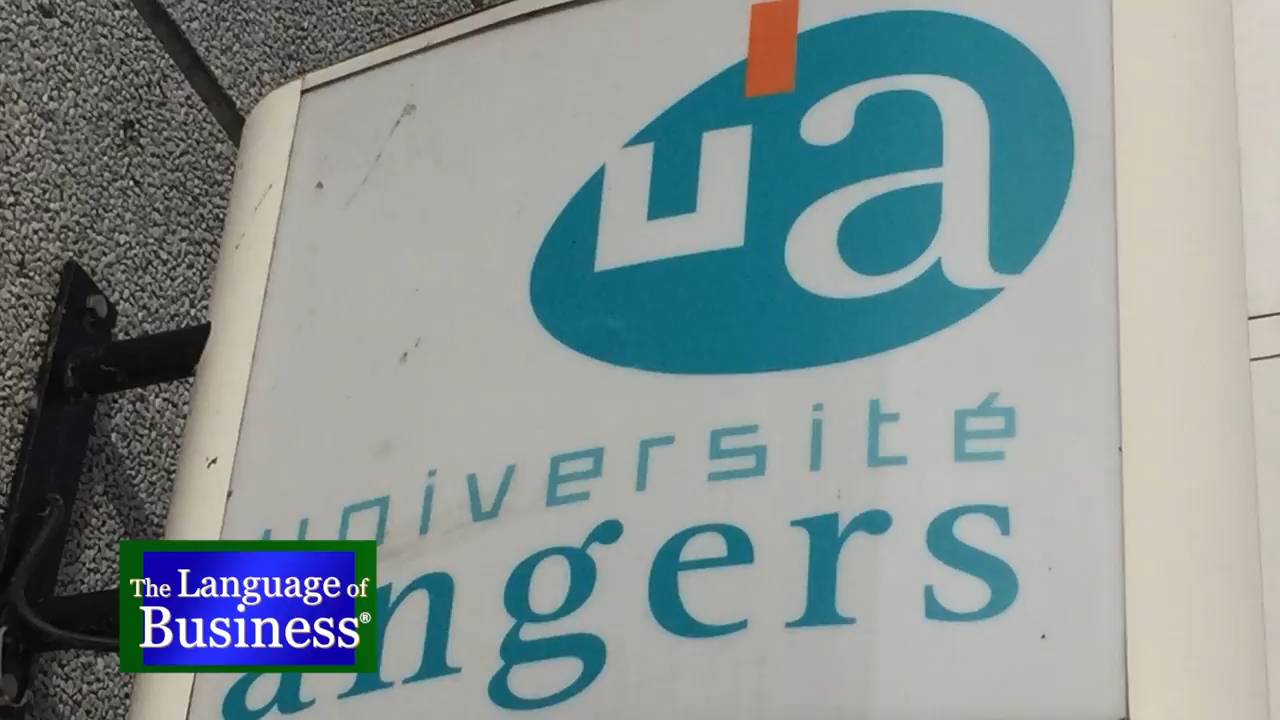 ua
université
angers
The Language of
Business®